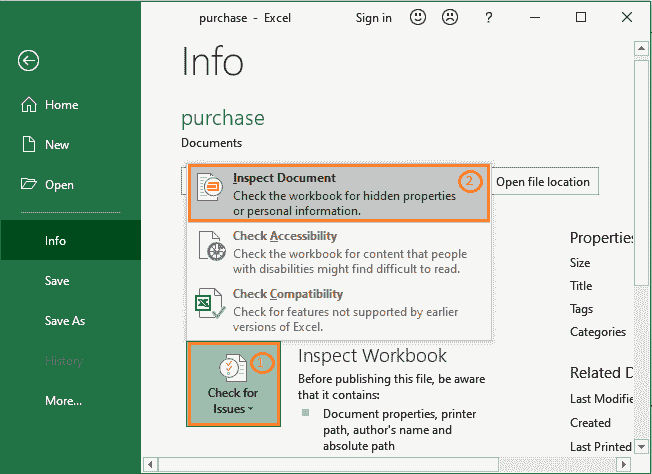 purchase - Excel
Sign in
?
Info
purchase
Documents
Home
New
Open
Info
Save
Save As
History
More...
Inspect Document
2
Check the workbook for hidden properties
or personal information.
Check Accessibility
Check the workbook for content that people
with disabilities might find difficult to read.
Check Compatibility
Check for features not supported by earlier
versions of Excel.
Open file location
1
Check for
Issues
Inspect Workbook
Before publishing this file, be aware
that it contains:
Document properties, printer
path, author's name and
absolute path
Properties
Size
Title
Tags
Categories
Related D
Last Modifie
Created
Last Printed